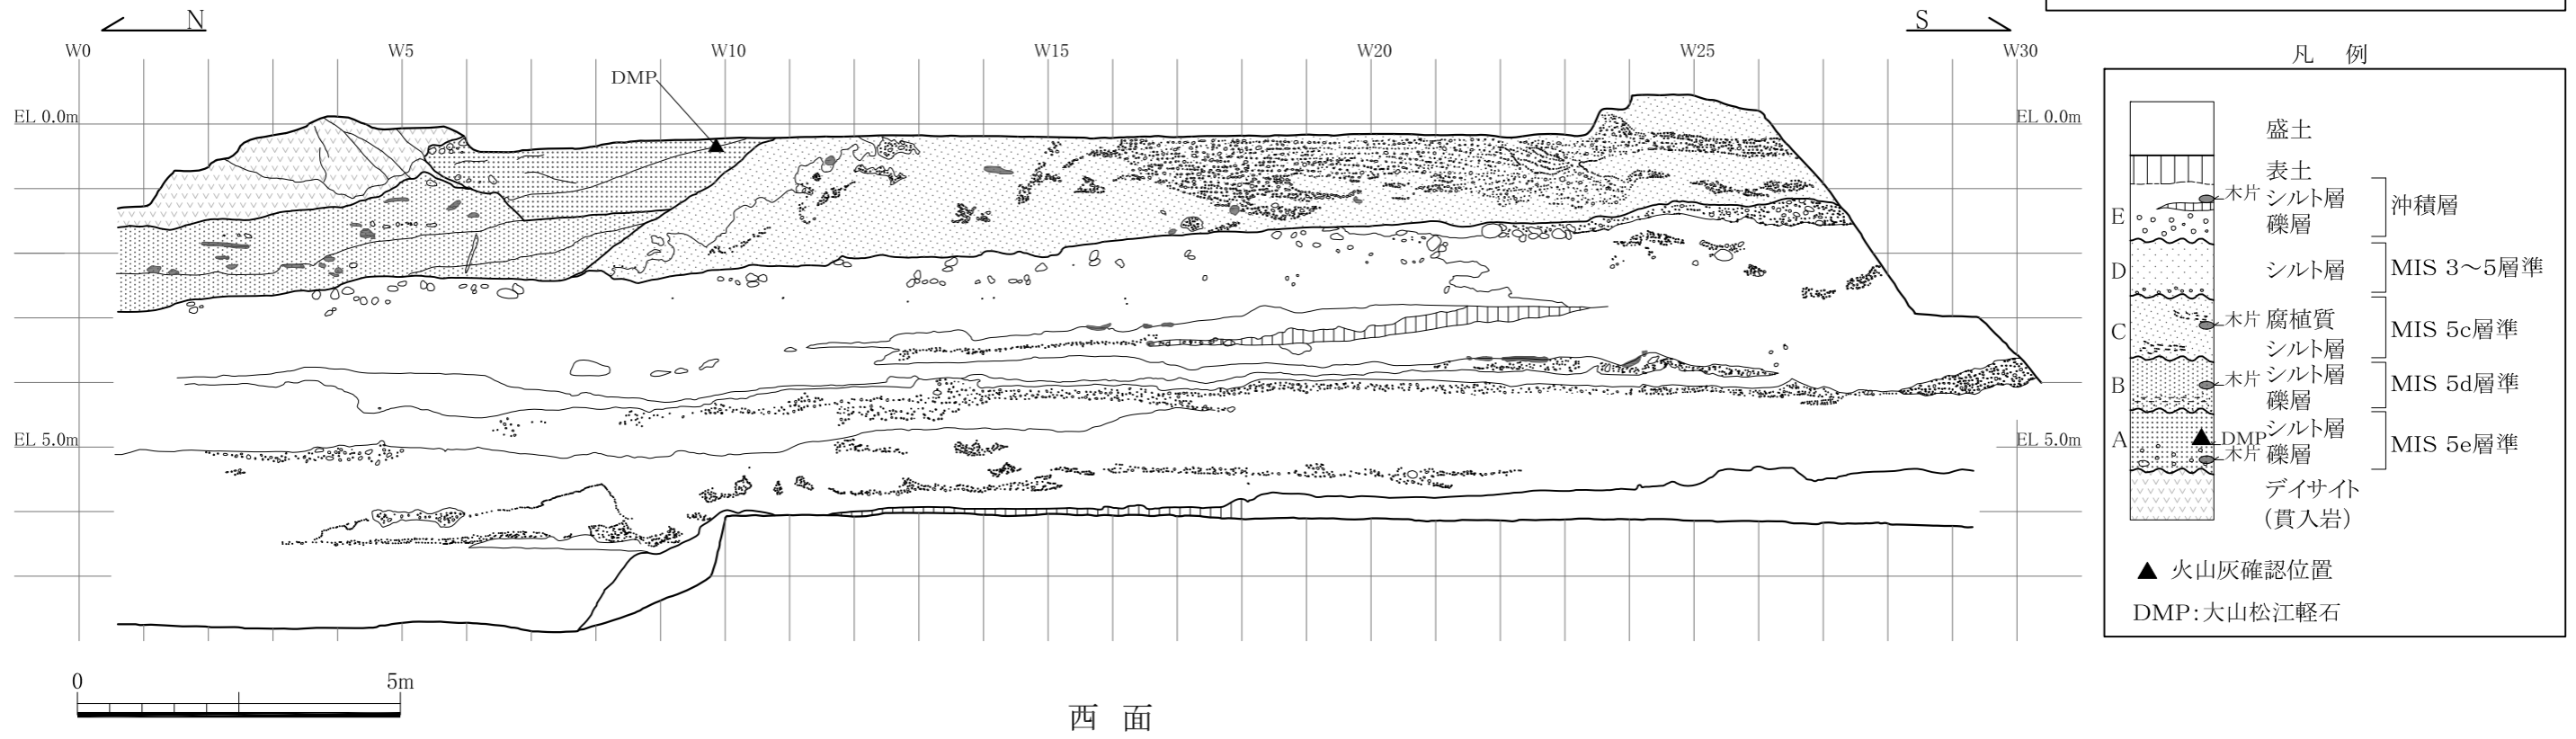 N
S
W0 W5 W10 W15 W20 W25 W30
DMP
EL 0.0m
EL 0.0m
EL 5.0m
EL 5.0m
0 5m
西 面
凡 例
盛土
表土
木片 シルト層
E 礫層
沖積層
D シルト層 MIS 3～5層準
木片 腐植質
C シルト層
MIS 5c層準
木片 シルト層
B 礫層
MIS 5d層準
シルト層
A DMP
木片 礫層
MIS 5e層準
デイサイト
(貫入岩)
▲ 火山灰確認位置
DMP：大山松江軽石